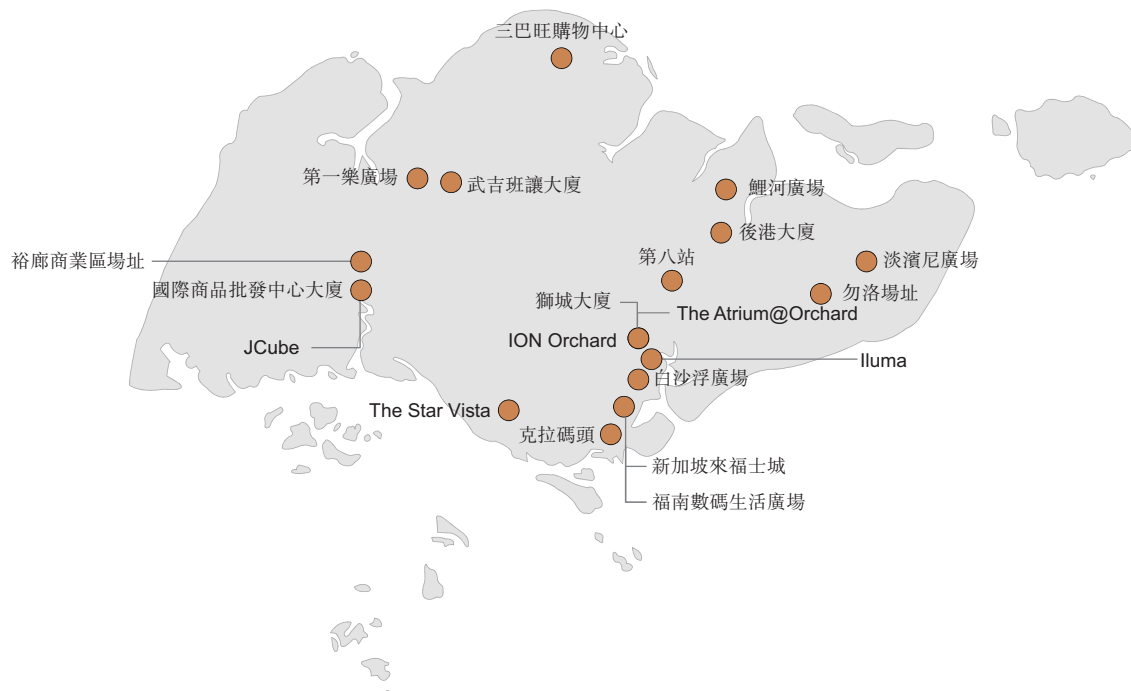 三巴旺購物中心
第一樂廣場
武吉班讓大廈
鯉河廣場
後港大廈
第八站
裕廊商業區場址
淡濱尼廣場
國際商品批發中心大廈
勿洛場址
獅城大廈
The Atrium@Orchard
ION Orchard
JCube
Iluma
白沙浮廣場
The Star Vista
克拉碼頭
新加坡來福士城
福南數碼生活廣場